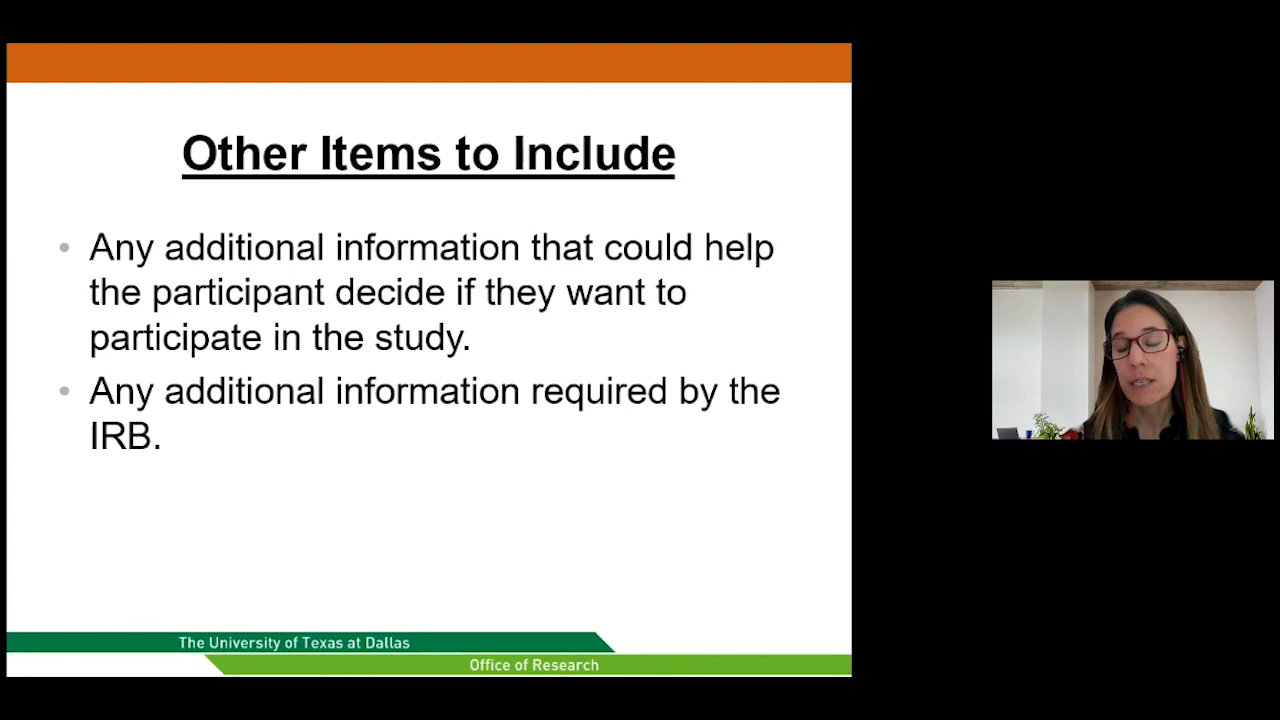 Other Items to Include
• Any additional information that could help
the participant decide if they want to
participate in the study.
• Any additional information required by the
IRB.
The University of Texas at Dallas
Office of Research